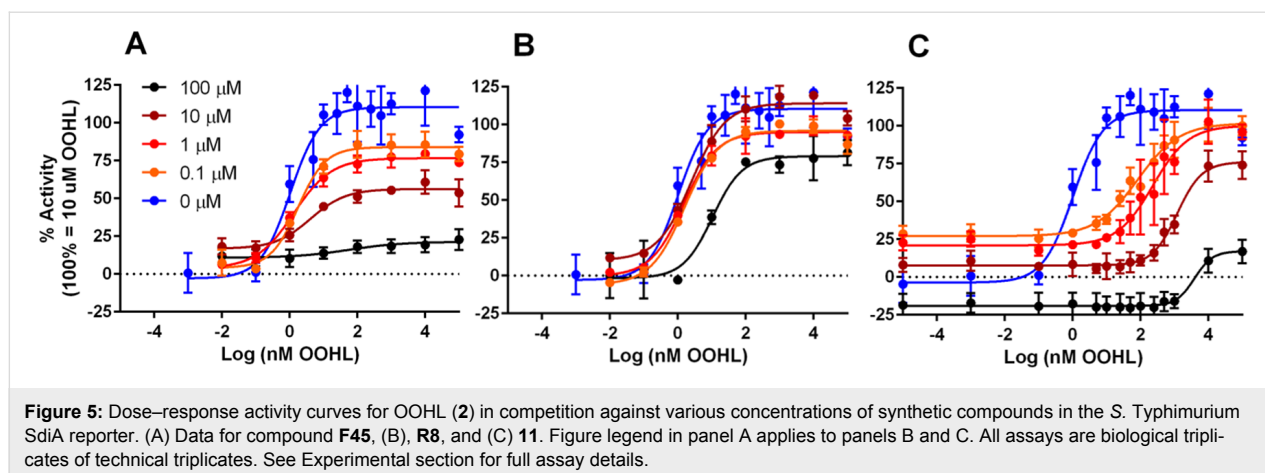 A
B
C
125
100
75
50
25
0
-25
100 µM
10 µM
1 µM
0.1 µM
0 µM
% Activity
(100% = 10 uM OOHL)
-4 -2 0 2 4
Log (nM OOHL)
125
100
75
50
25
0
-25
-4 -2 0 2 4
Log (nM OOHL)
125
100
75
50
25
0
-25
-4 -2 0 2 4
Log (nM OOHL)
Figure 5: Dose–response activity curves for OOHL (2) in competition against various concentrations of synthetic compounds in the S. Typhimurium
SdiA reporter. (A) Data for compound F45, (B), R8, and (C) 11. Figure legend in panel A applies to panels B and C. All assays are biological tripli-
cates of technical triplicates. See Experimental section for full assay details.